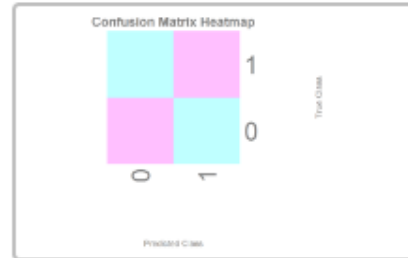 Confusion Matrix Heatmap
1
True Class
0
0 1
Predicted Class